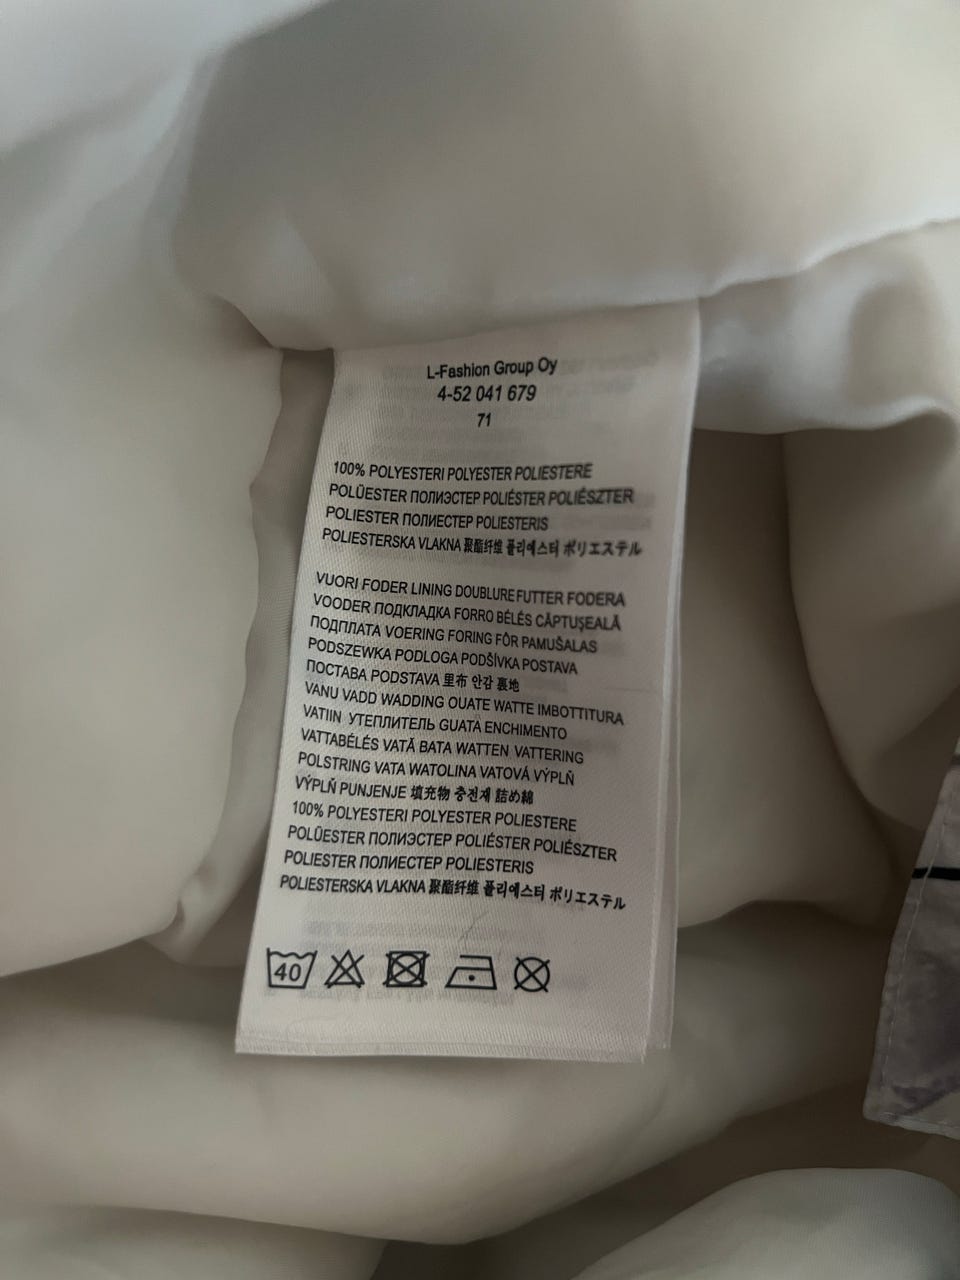 L-Fashion Group Oy
4-52 041 679
71
100% POLYESTERI POLYESTER POLIESTERE
POLÜESTER ПОЛИЭСТЕР POLIÉSTER POLIÉSZTER
POLIESTER ПОЛИЕСТЕР POLIESTERIS
POLIESTERSKA VLAKNA 聚酯纤维 폴리에스터 ポリエステル
VUORI FODER LINING DOUBLURE FUTTER FODERA
VOODER ПОДКЛАДКА FORRO BÉLÉS CĂPTUŞEALĂ
ПОДПЛАТА VOERING FORING FÔR PAMUŠALAS
PODSZEWKA PODLOGA PODŠÍVKA POSTAVA
ПОСТАВА PODSTAVA 里布 안감 裏地
VANU VADD WADDING OUATE WATTE IMBOTTITURA
VATIIN УТЕПЛИТЕЛЬ GUATA ENCHIMENTO
VATTABÉLÉS VATĂ ВАТА WATTEN VATTERING
POLSTRING VATA WATOLINA VATOVÁ VÝPLŇ
VÝPLŇ PUNJENJE 填充物 충전재 詰め綿
100% POLYESTERI POLYESTER POLIESTERE
POLÜESTER ПОЛИЭСТЕР POLIÉSTER POLIÉSZTER
POLIESTER ПОЛИЕСТЕР POLIESTERIS
POLIESTERSKA VLAKNA 聚酯纤维 폴리에스터 ポリエステル
40